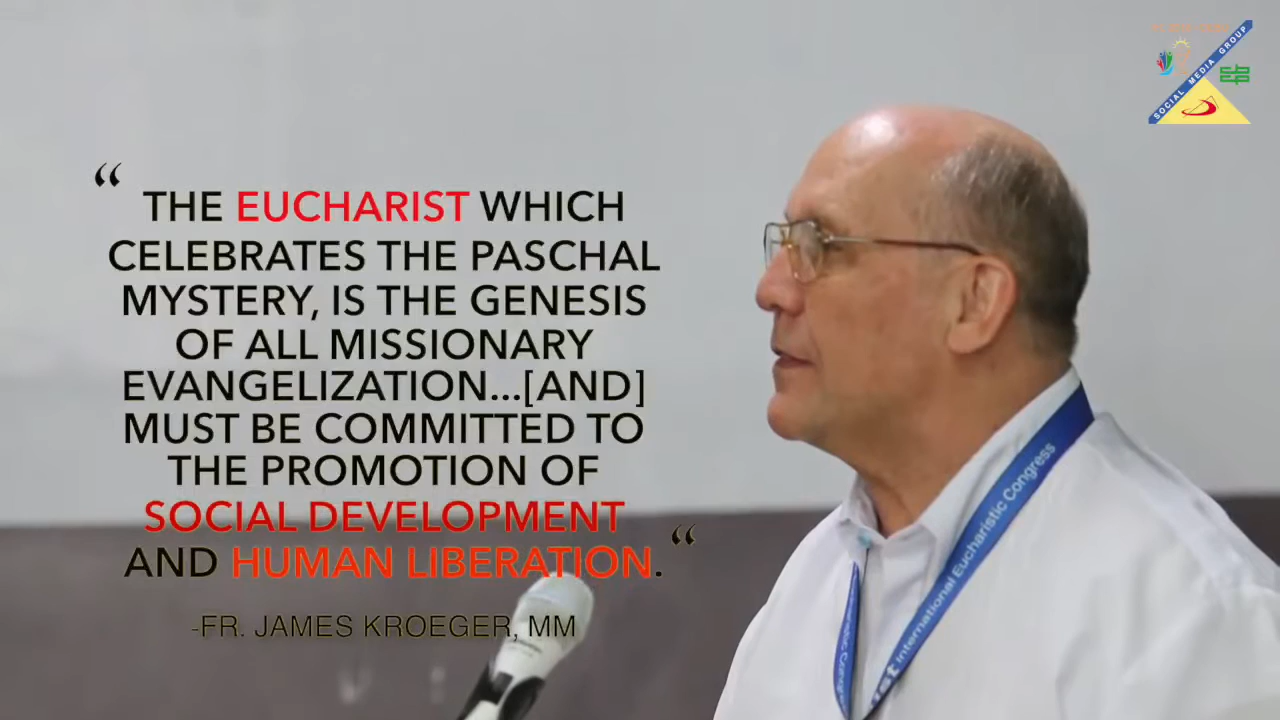 SOCIAL MEDIA GROUP
“ THE EUCHARIST WHICH
CELEBRATES THE PASCHAL
MYSTERY, IS THE GENESIS
OF ALL MISSIONARY
EVANGELIZATION...[AND]
MUST BE COMMITTED TO
THE PROMOTION OF
SOCIAL DEVELOPMENT
AND HUMAN LIBERATION.“
-FR. JAMES KROEGER, MM
1st International Eucharistic Congress